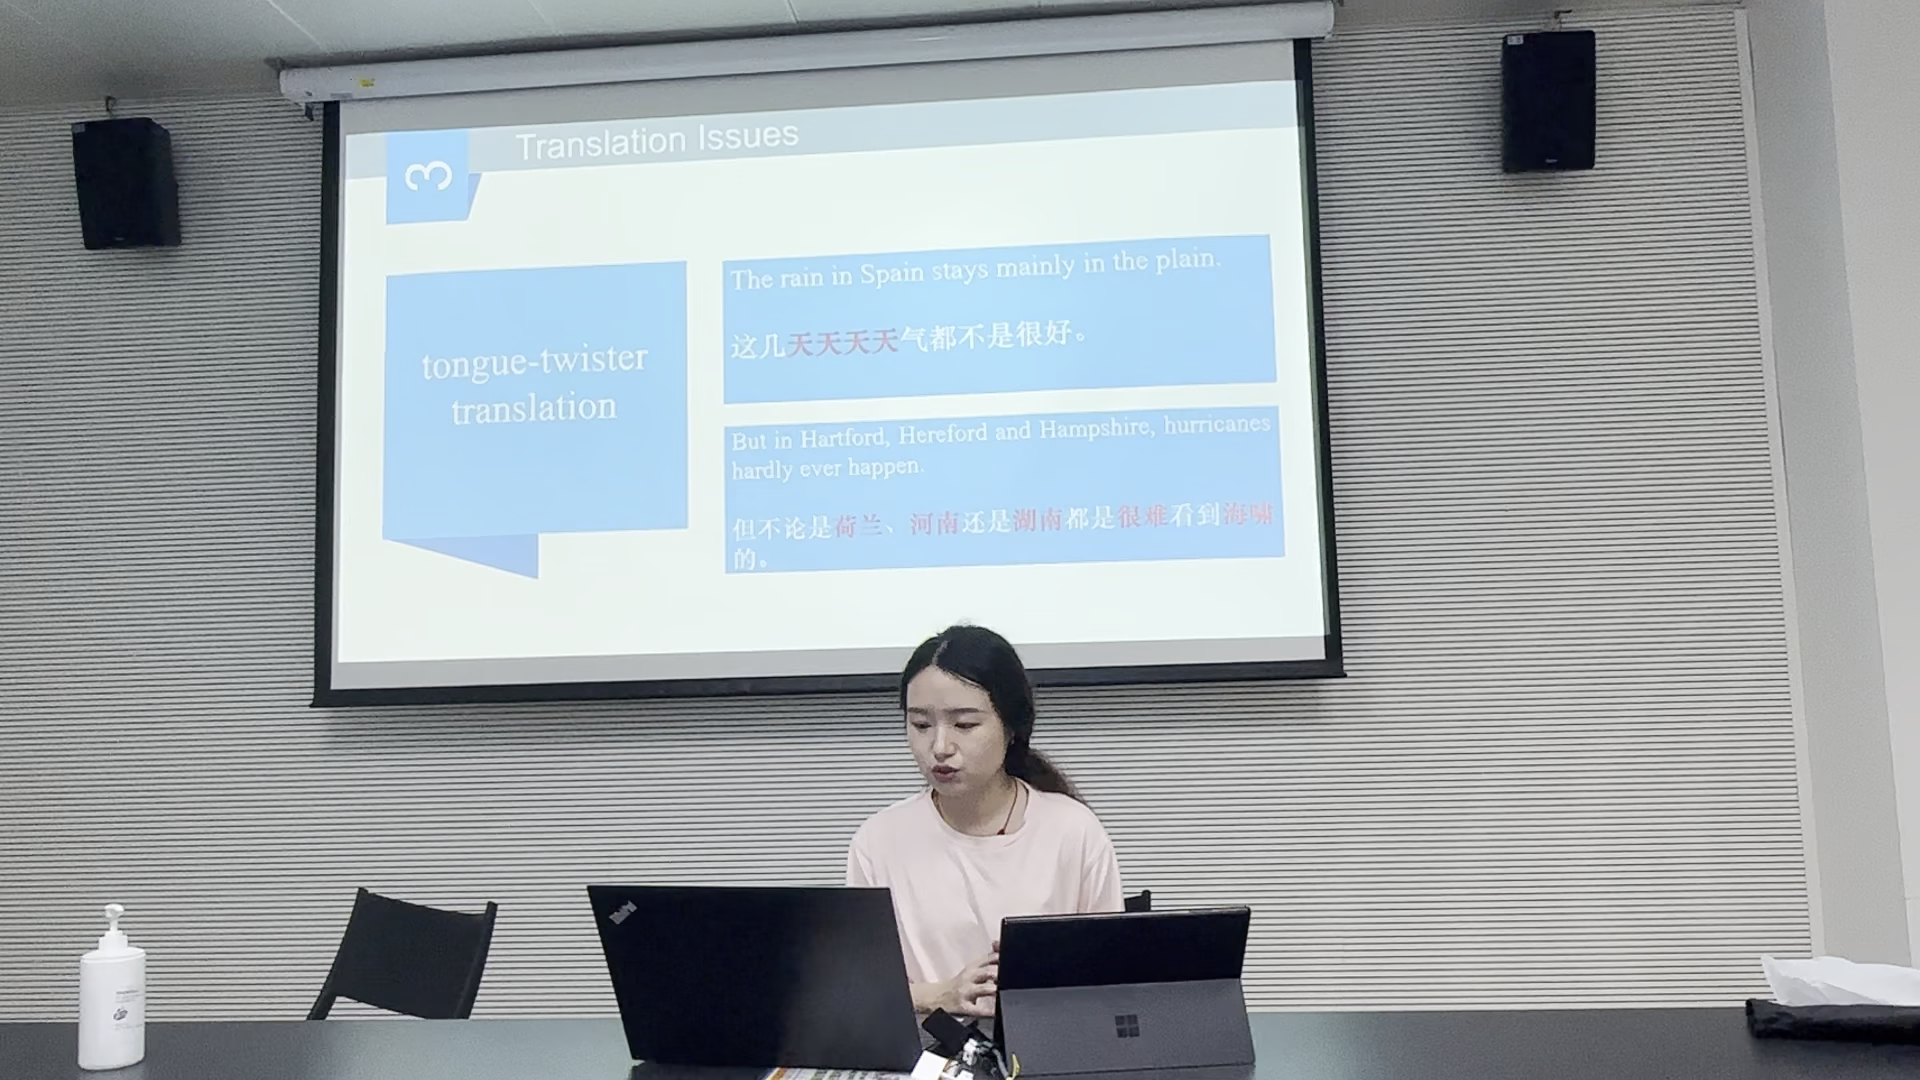 3
Translation Issues
tongue-twister
translation
The rain in Spain stays mainly in the plain.
这几天天天天气都不是很好。
But in Hartford, Hereford and Hampshire, hurricanes
hardly ever happen.
但不论是荷兰、河南还是湖南都是很难看到海啸
的。
ThinkPad